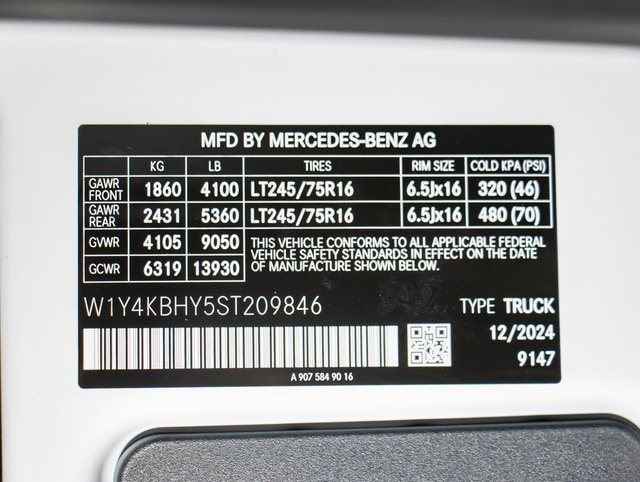 MFD BY MERCEDES-BENZ AG
KG LB TIRES RIM SIZE COLD KPA (PSI)
GAWR FRONT 1860 4100 LT245/75R16 6.5Jx16 320 (46)
GAWR REAR 2431 5360 LT245/75R16 6.5Jx16 480 (70)
GVWR 4105 9050 THIS VEHICLE CONFORMS TO ALL APPLICABLE FEDERAL
VEHICLE SAFETY STANDARDS IN EFFECT ON THE DATE
GCWR 6319 13930 OF MANUFACTURE SHOWN BELOW.
W1Y4KBHY5ST209846 TYPE TRUCK
12/2024
9147
A 907 584 90 16